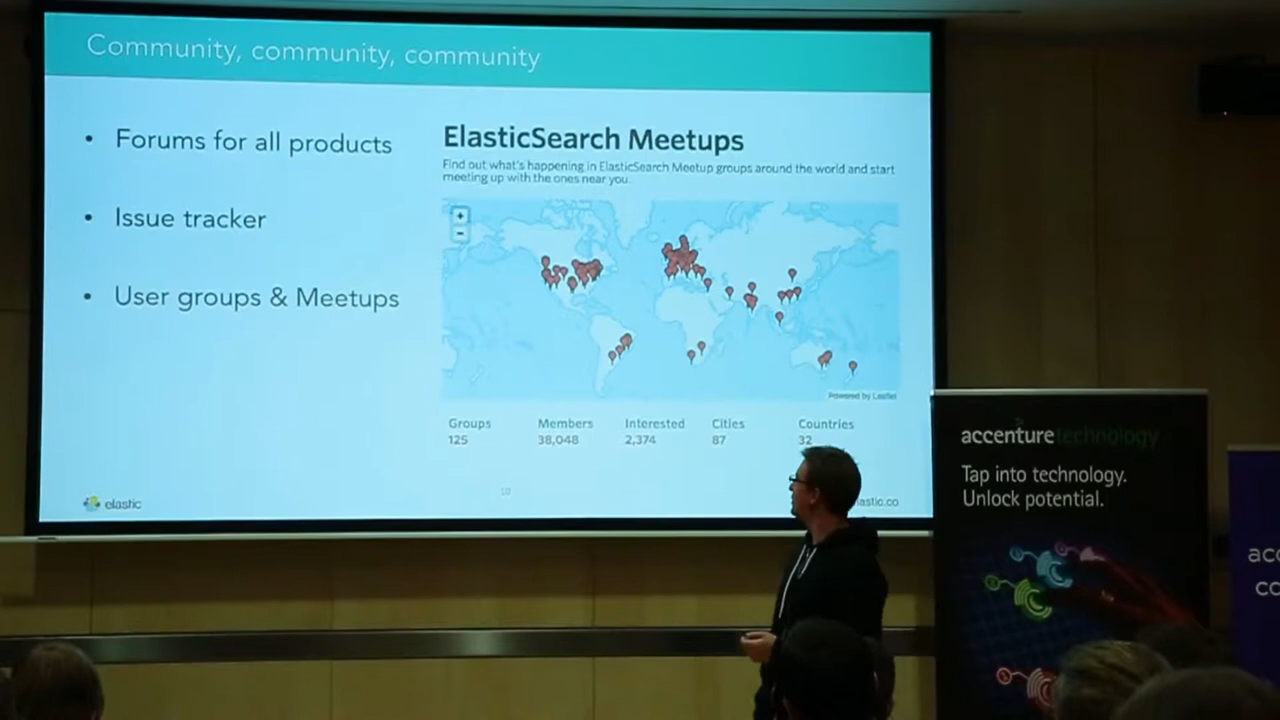 Community, community, community
• Forums for all products
• Issue tracker
• User groups & Meetups
ElasticSearch Meetups
Find out what's happening in ElasticSearch Meetup groups around the world and start
meeting up with the ones near you.
+
-
Powered by Leaflet
Groups Members Interested Cities Countries
125 38,048 2,374 87 32
elastic
astic.co
accenture technology
Tap into technology.
Unlock potential.
acc
co